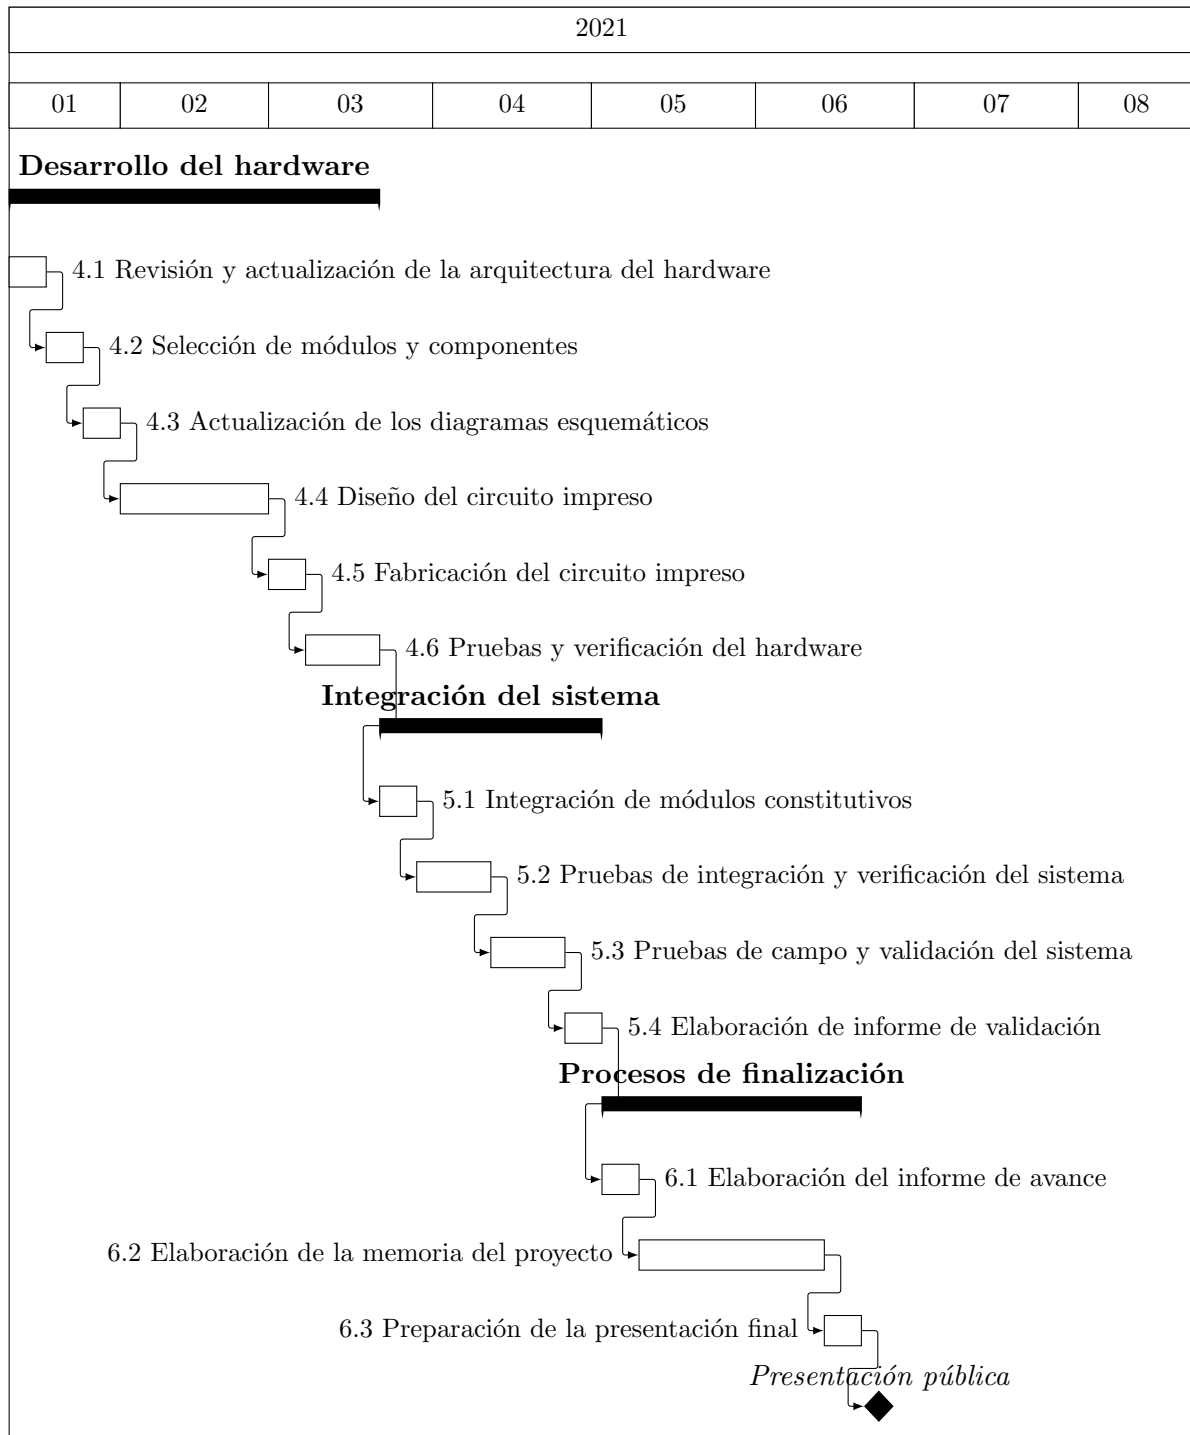 2021
01 02 03 04 05 06 07 08
Desarrollo del hardware
4.1 Revisión y actualización de la arquitectura del hardware
4.2 Selección de módulos y componentes
4.3 Actualización de los diagramas esquemáticos
4.4 Diseño del circuito impreso
4.5 Fabricación del circuito impreso
4.6 Pruebas y verificación del hardware
Integración del sistema
5.1 Integración de módulos constitutivos
5.2 Pruebas de integración y verificación del sistema
5.3 Pruebas de campo y validación del sistema
5.4 Elaboración de informe de validación
Procesos de finalización
6.1 Elaboración del informe de avance
6.2 Elaboración de la memoria del proyecto
6.3 Preparación de la presentación final
Presentación pública